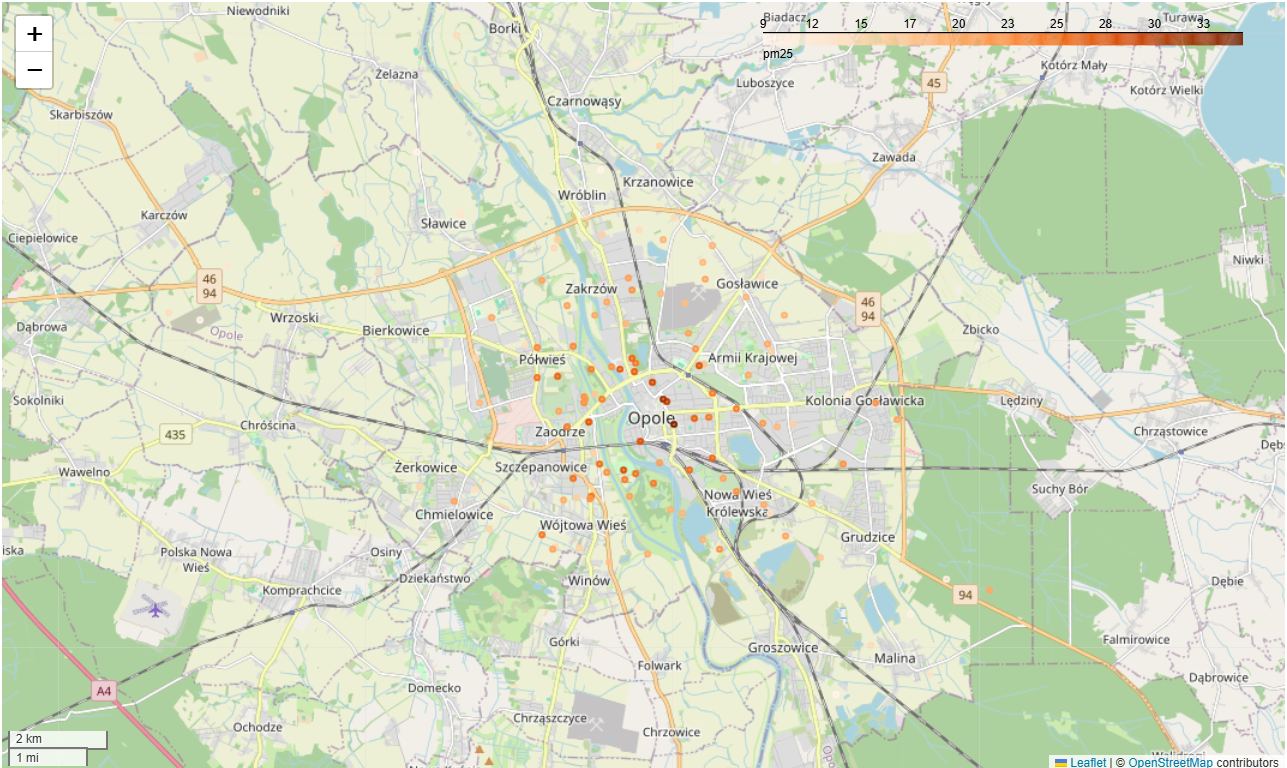 Niewodniki
Biadacz
Turawa
+
−
9 12 15 17 20 23 25 28 30 33
pm25
Borki
Żelazna
Kotórz Mały
Luboszyce
45
Kotórz Wielki
Czarnowąsy
Skarbiszów
Zawada
Krzanowice
Wróblin
Karczów
Sławice
Ciepielowice
Niwki
46
94
Zakrzów
Gosławice
46
94
Wrzoski
Dąbrowa
Opole
Bierkowice
Zbicko
Półwieś
Armii Krajowej
Sokolniki
Kolonia Gosławicka
Lędziny
Opole
Chróścina
435
Zaodrze
Chrząstowice
Wawelno
Żerkowice
Szczepanowice
Suchy Bór
Nowa Wieś
Królewska
Chmielowice
Wójtowa Wieś
Grudzice
Polska Nowa
Wieś
Osiny
Dziekaństwo
Winów
Dębie
Komprachcice
94
Falmirowice
Górki
Groszowice
Malina
Folwark
Dąbrowice
A4
Domecko
Chrząszczyce
Ochodze
Chrzowice
2 km
1 mi
Leaflet | © OpenStreetMap contributors